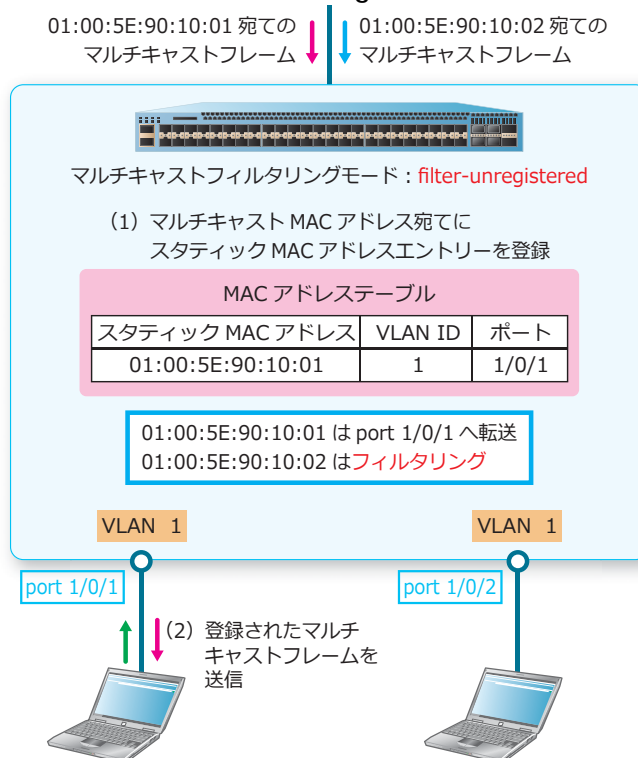 01:00:5E:90:10:01 宛ての
マルチキャストフレーム
01:00:5E:90:10:02 宛ての
マルチキャストフレーム
マルチキャストフィルタリングモード:filter-unregistered
(1)マルチキャスト MAC アドレス宛てに
スタティック MAC アドレスエントリーを登録
MAC アドレステーブル
スタティック MAC アドレス VLAN ID ポート
01:00:5E:90:10:01 1 1/0/1
01:00:5E:90:10:01 は port 1/0/1 へ転送
01:00:5E:90:10:02 はフィルタリング
VLAN 1
VLAN 1
port 1/0/1
port 1/0/2
(2)登録されたマルチ
キャストフレームを
送信